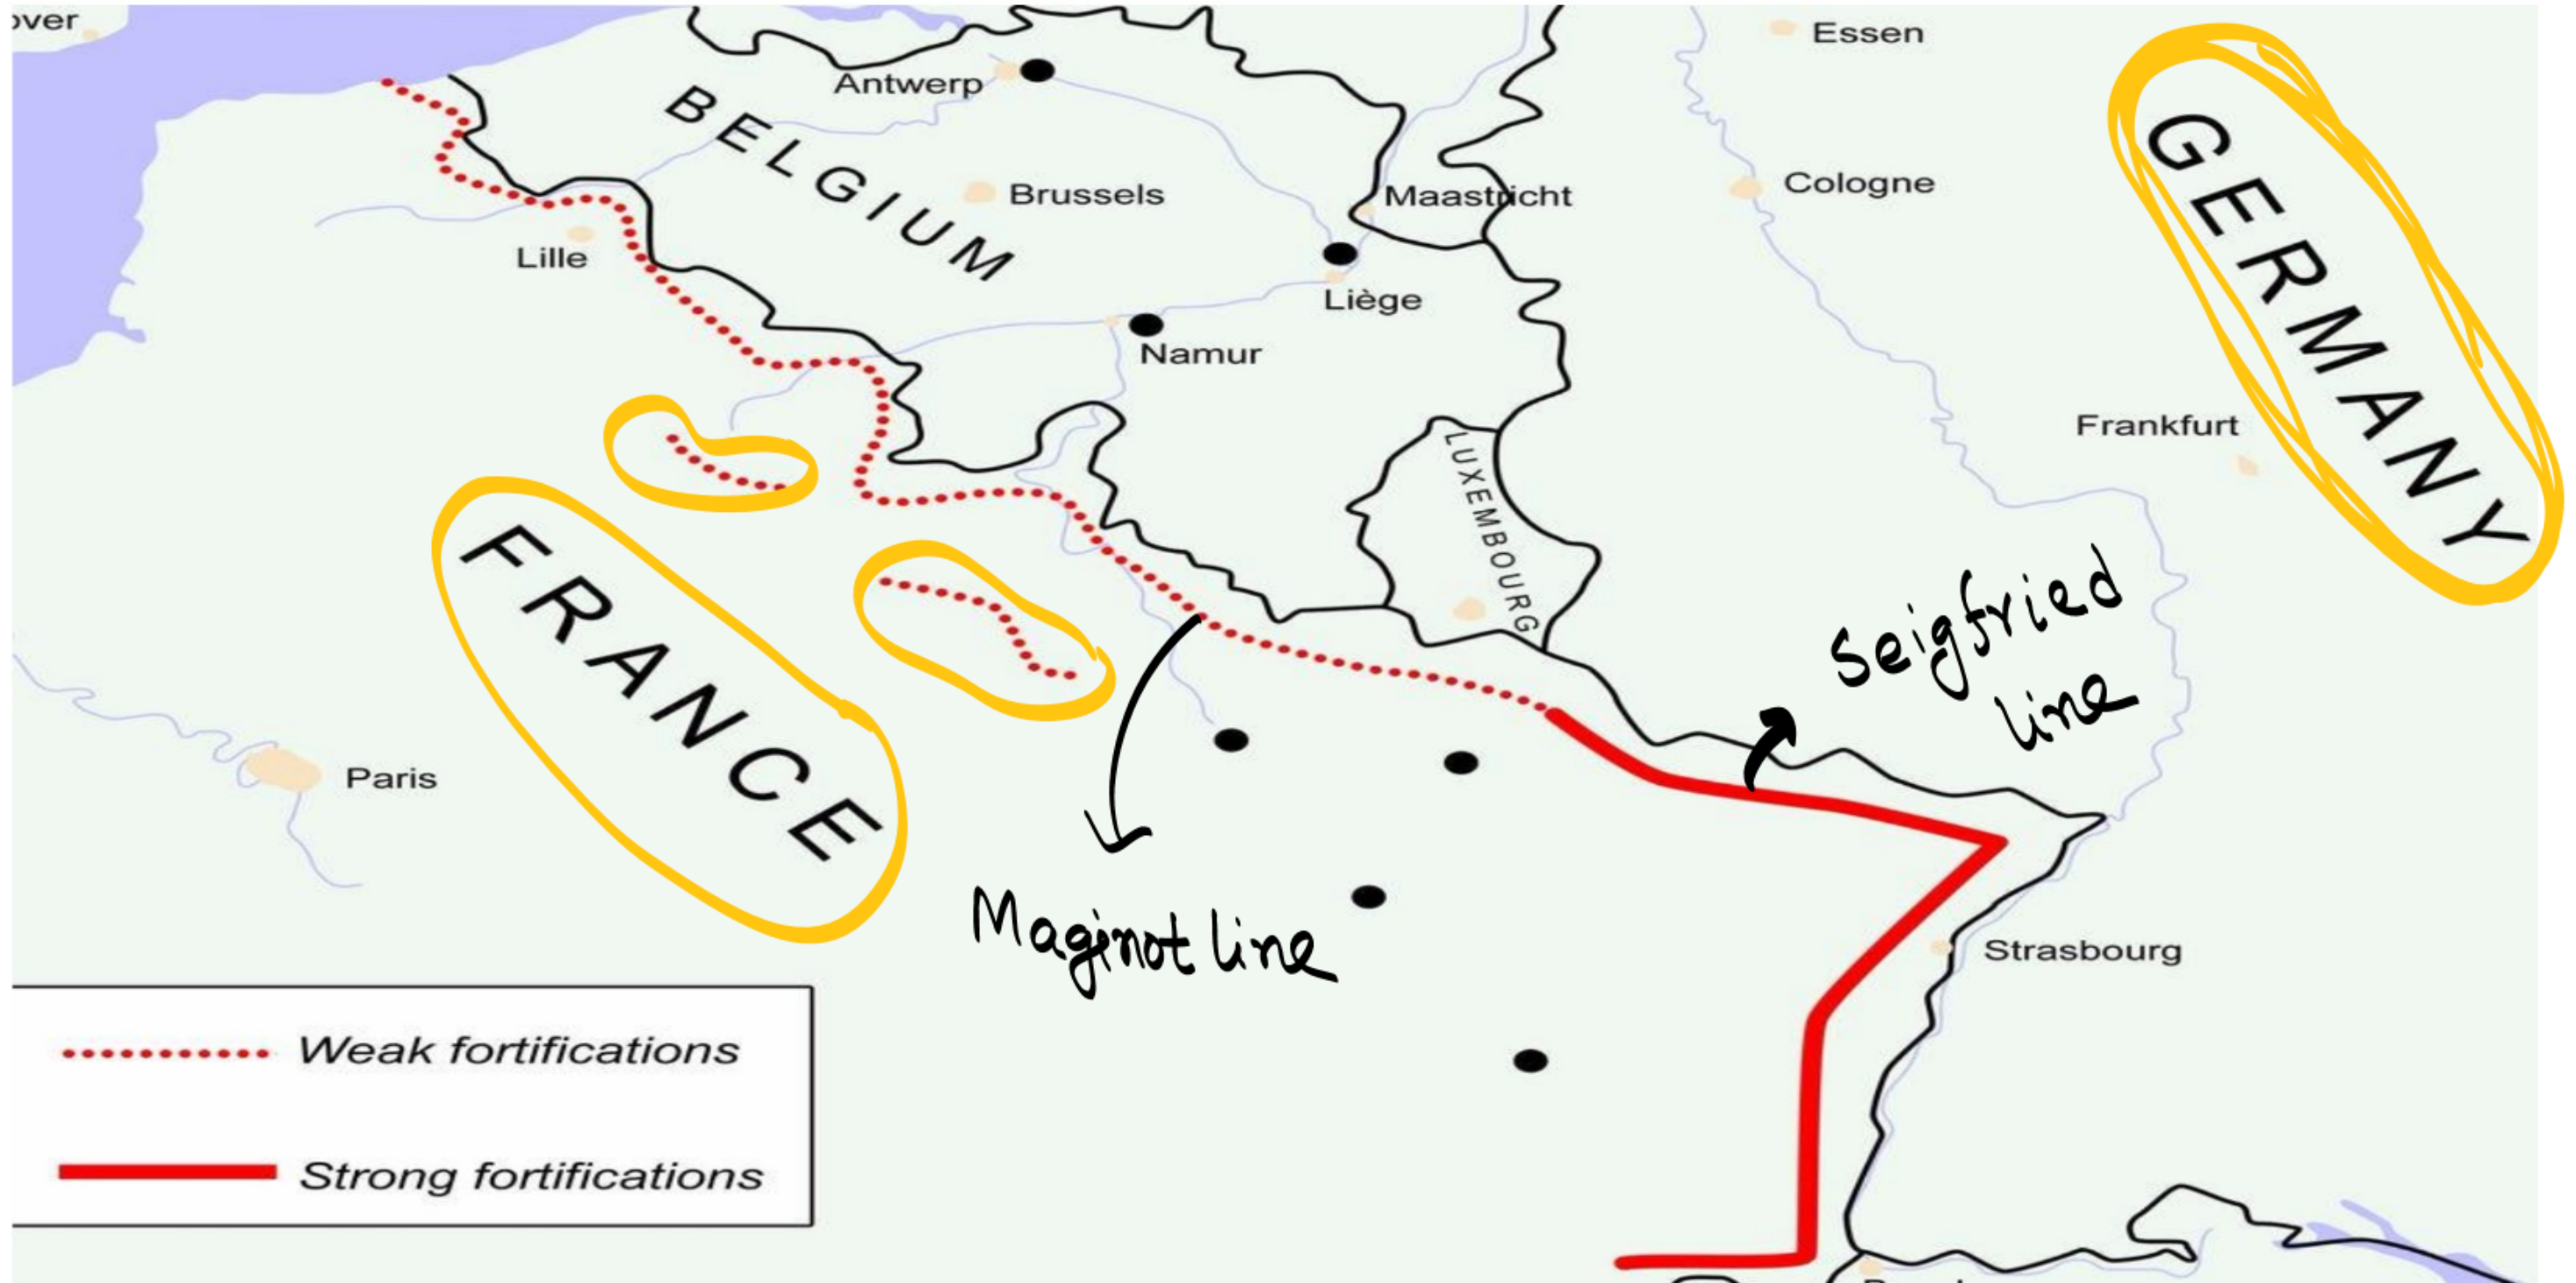 over
Essen
Antwerp
BELGIUM
GERMANY
Brussels
Maastricht
Cologne
Lille
Liège
Namur
Frankfurt
LUXEMBOURG
FRANCE
Seigfried
line
Paris
Maginot line
Strasbourg
Weak fortifications
Strong fortifications